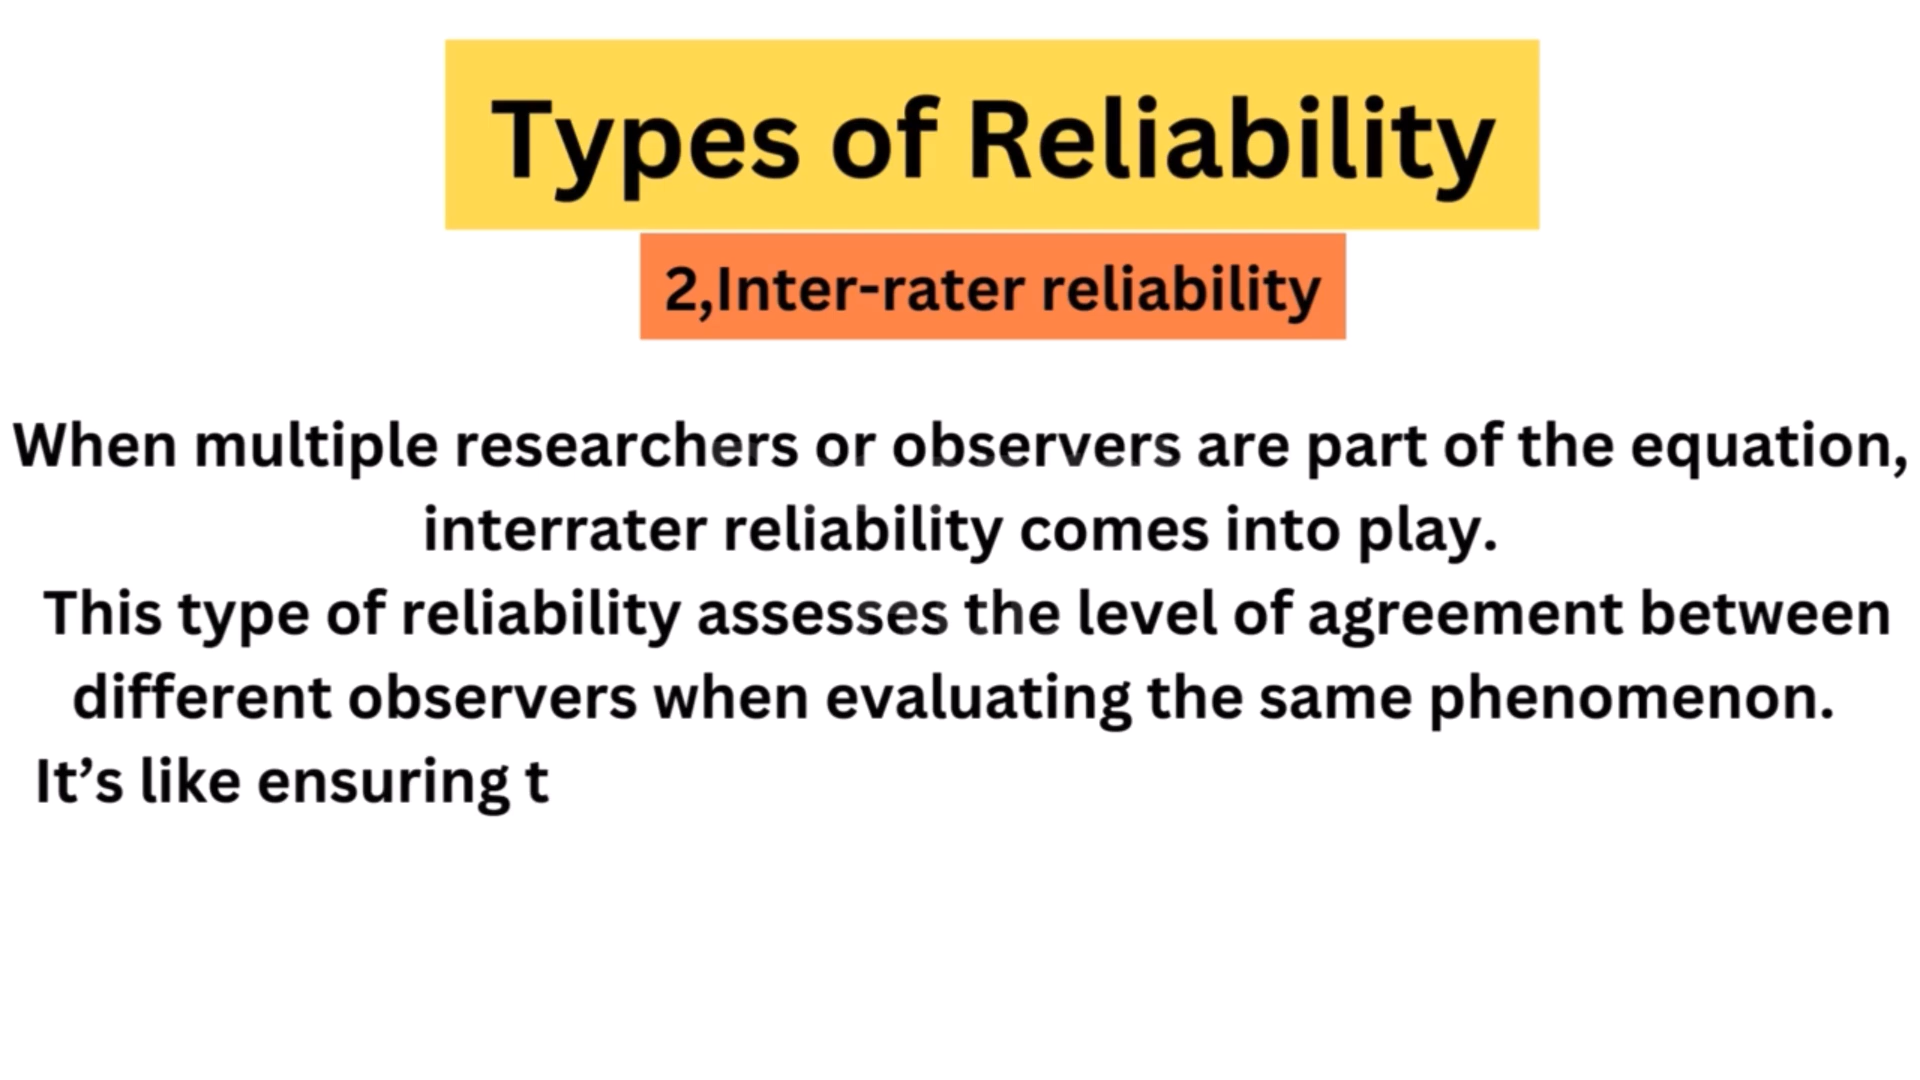 Types of Reliability
2,Inter-rater reliability
When multiple researchers or observers are part of the equation,
interrater reliability comes into play.
This type of reliability assesses the level of agreement between
different observers when evaluating the same phenomenon.
It’s like ensuring t